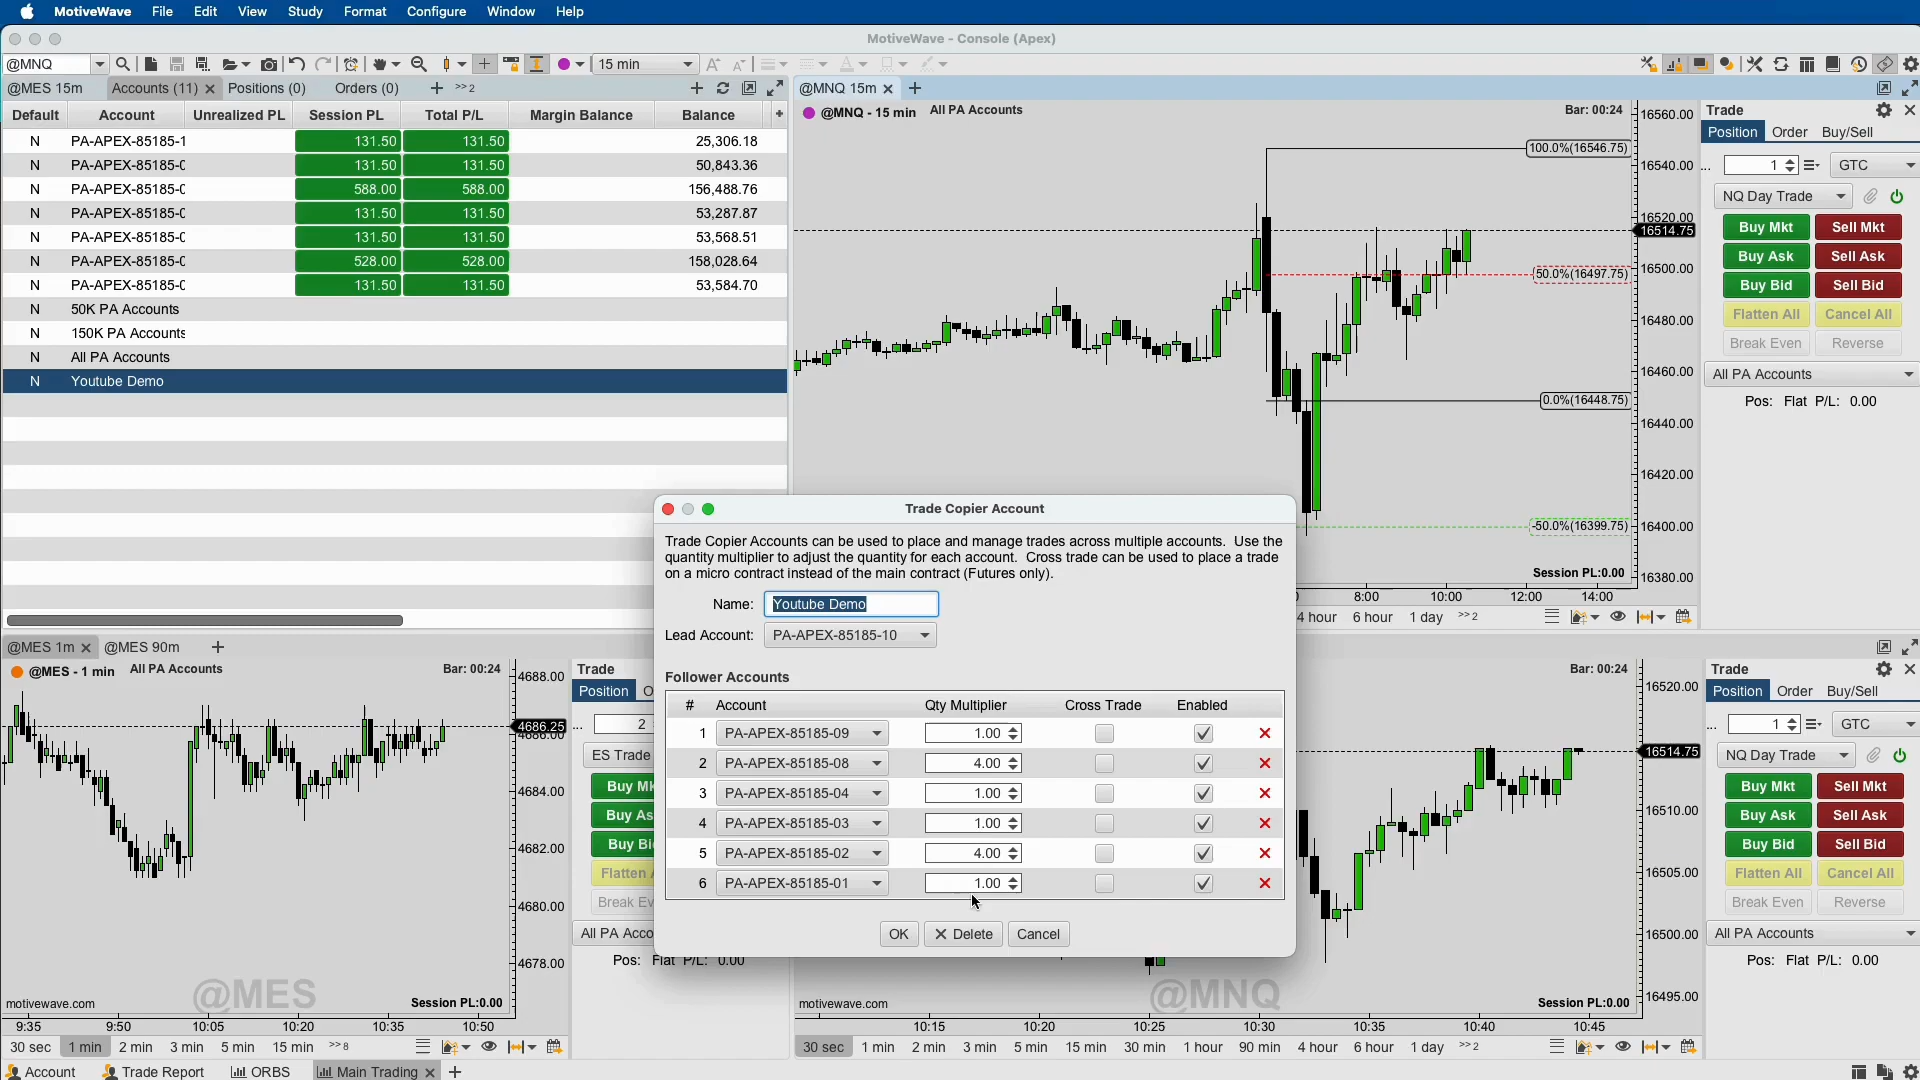 MotiveWave File Edit View Study Format Configure Window Help
MotiveWave - Console (Apex)
@MNQ 15 min
@MES 15m Accounts (11) Positions (0) Orders (0) >> 2
Default Account Unrealized PL Session PL Total P/L Margin Balance Balance
N PA-APEX-85185-1 131.50 131.50 25,306.18
N PA-APEX-85185-0 131.50 131.50 50,843.36
N PA-APEX-85185-0 588.00 588.00 156,488.76
N PA-APEX-85185-0 131.50 131.50 53,287.87
N PA-APEX-85185-0 131.50 131.50 53,568.51
N PA-APEX-85185-0 528.00 528.00 158,028.64
N PA-APEX-85185-0 131.50 131.50 53,584.70
N 50K PA Accounts
N 150K PA Accounts
N All PA Accounts
N Youtube Demo
@MNQ 15m
@MNQ - 15 min All PA Accounts Bar: 00:24
100.0%(16546.75)
50.0%(16497.75)
0.0%(16448.75)
-50.0%(16399.75)
Session PL:0.00
16560.00
16540.00
16520.00
16514.75
16500.00
16480.00
16460.00
16440.00
16420.00
16400.00
16380.00
8:00 10:00 12:00 14:00
4 hour 6 hour 1 day >> 2
Trade
Position Order Buy/Sell
... 1 GTC
NQ Day Trade
Buy Mkt Sell Mkt
Buy Ask Sell Ask
Buy Bid Sell Bid
Flatten All Cancel All
Break Even Reverse
All PA Accounts
Pos: Flat P/L: 0.00
Trade Copier Account
Trade Copier Accounts can be used to place and manage trades across multiple accounts. Use the
quantity multiplier to adjust the quantity for each account. Cross trade can be used to place a trade
on a micro contract instead of the main contract (Futures only).
Name: Youtube Demo
Lead Account: PA-APEX-85185-10
Follower Accounts
# Account Qty Multiplier Cross Trade Enabled
1 PA-APEX-85185-09 1.00
2 PA-APEX-85185-08 4.00
3 PA-APEX-85185-04 1.00
4 PA-APEX-85185-03 1.00
5 PA-APEX-85185-02 4.00
6 PA-APEX-85185-01 1.00
OK Delete Cancel
@MES 1m @MES 90m
@MES - 1 min All PA Accounts Bar: 00:24
4688.00
4686.25
4686.00
4684.00
4682.00
4680.00
4678.00
@MES
motivewave.com Session PL:0.00
9:35 9:50 10:05 10:20 10:35 10:50
30 sec 1 min 2 min 3 min 5 min 15 min >> 8
Trade
Position O
... 2
ES Trade
Buy Mk
Buy As
Buy Bi
Flatten
Break Ev
All PA Acco
Pos: Flat P/L: 0.00
Bar: 00:24
16520.00
16514.75
16510.00
16505.00
16500.00
16495.00
@MNQ
motivewave.com Session PL:0.00
10:15 10:20 10:25 10:30 10:35 10:40 10:45
30 sec 1 min 2 min 3 min 5 min 15 min 30 min 1 hour 90 min 4 hour 6 hour 1 day >> 2
Trade
Position Order Buy/Sell
... 1 GTC
NQ Day Trade
Buy Mkt Sell Mkt
Buy Ask Sell Ask
Buy Bid Sell Bid
Flatten All Cancel All
Break Even Reverse
All PA Accounts
Pos: Flat P/L: 0.00
Account Trade Report ORBS Main Trading